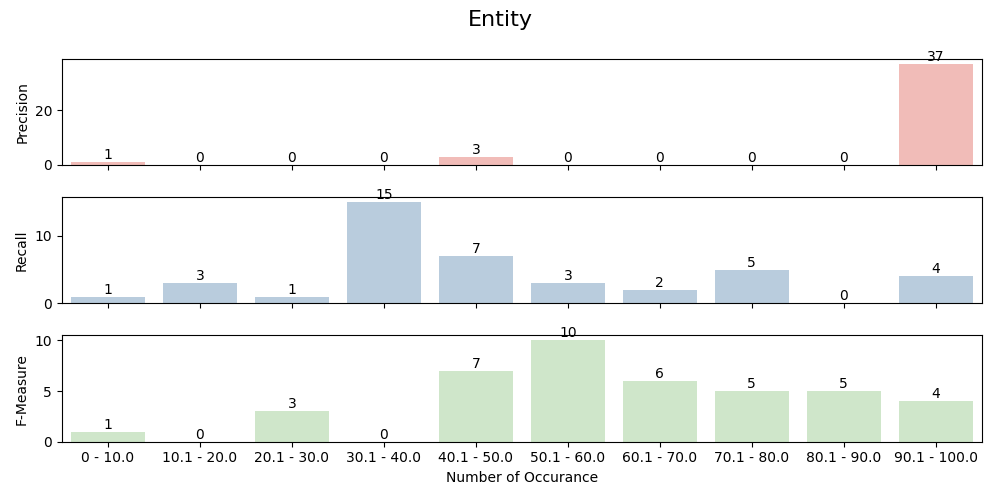 Entity
Precision
20
0
1 0 0 0 3 0 0 0 0 37
Recall
10
0
1 3 1 15 7 3 2 5 0 4
F-Measure
10
5
0
1 0 3 0 7 10 6 5 5 4
0 - 10.0 10.1 - 20.0 20.1 - 30.0 30.1 - 40.0 40.1 - 50.0 50.1 - 60.0 60.1 - 70.0 70.1 - 80.0 80.1 - 90.0 90.1 - 100.0
Number of Occurance